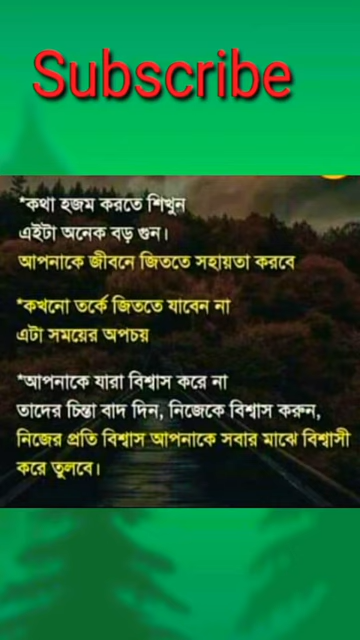 Subscribe
*কথা হজম করতে শিখুন
এইটা অনেক বড় গুন।
আপনাকে জীবনে জিততে সহায়তা করবে
*কখনো তর্কে জিততে যাবেন না
এটা সময়ের অপচয়
*আপনাকে যারা বিশ্বাস করে না
তাদের চিন্তা বাদ দিন, নিজেকে বিশ্বাস করুন,
নিজের প্রতি বিশ্বাস আপনাকে সবার মাঝে বিশ্বাসী
করে তুলবে।